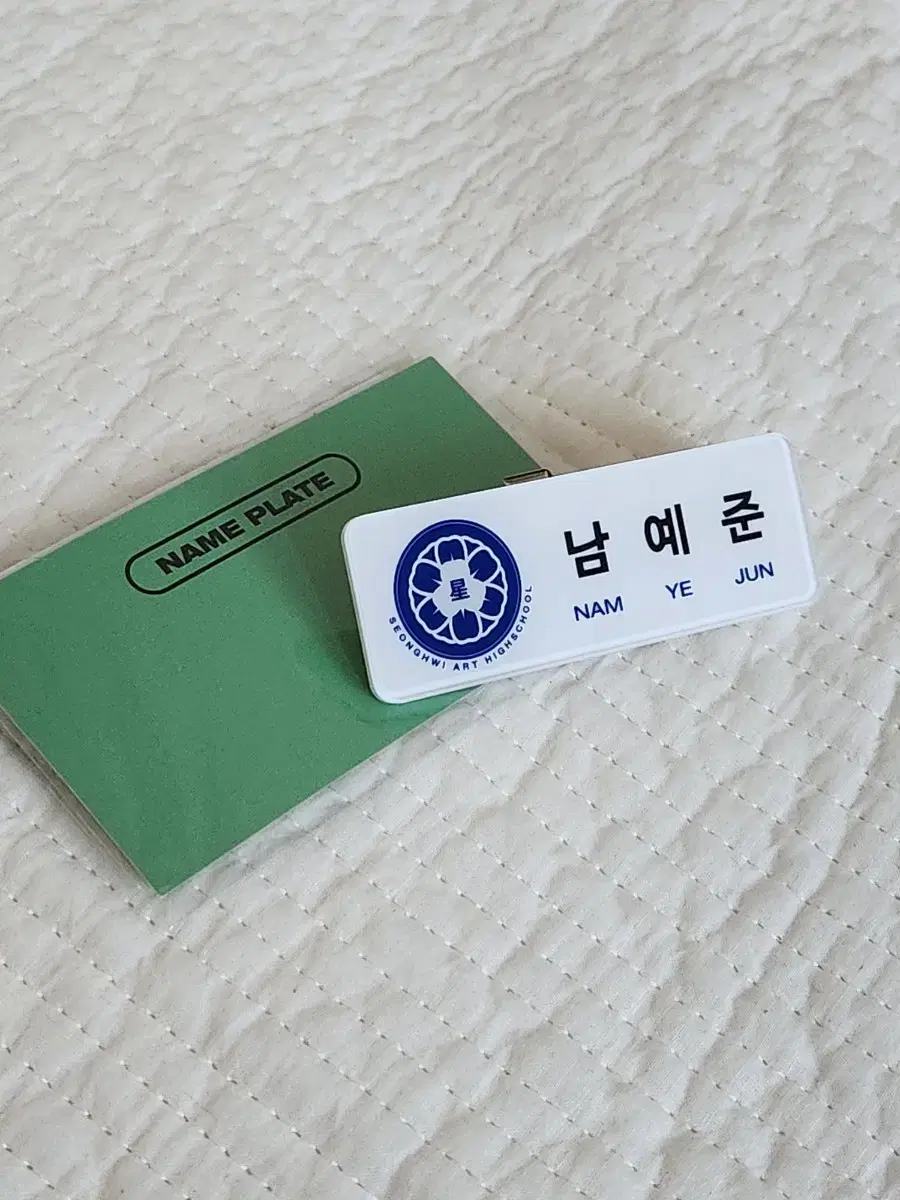 NAME PLATE
星
SEONGHWI ART HIGHSCHOOL
남 예 준
NAM YE JUN